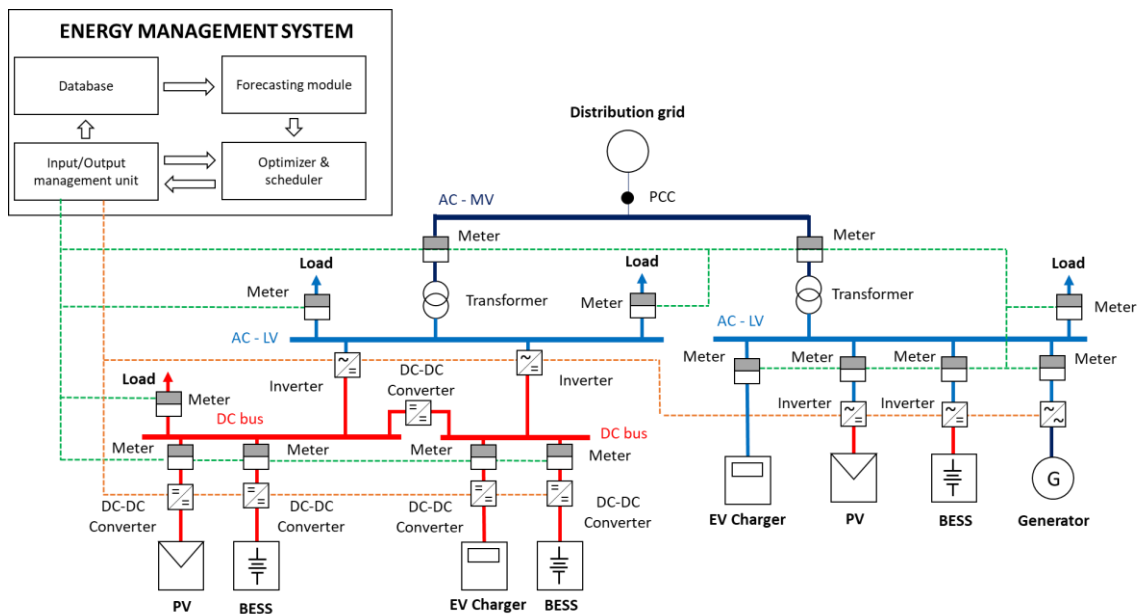 ENERGY MANAGEMENT SYSTEM
Database
Forecasting module
Input/Output
management unit
Optimizer &
scheduler
Distribution grid
PCC
AC - MV
Meter
Meter
Load
Load
Load
Meter
Transformer
Meter
Transformer
Meter
AC - LV
AC - LV
Inverter
DC-DC
Converter
Inverter
Meter
Meter
Meter
Meter
Load
Meter
DC bus
DC bus
Inverter
Inverter
Meter
Meter
Meter
Meter
DC-DC
Converter
DC-DC
Converter
DC-DC
Converter
DC-DC
Converter
G
EV Charger
PV
BESS
Generator
PV
BESS
EV Charger
BESS